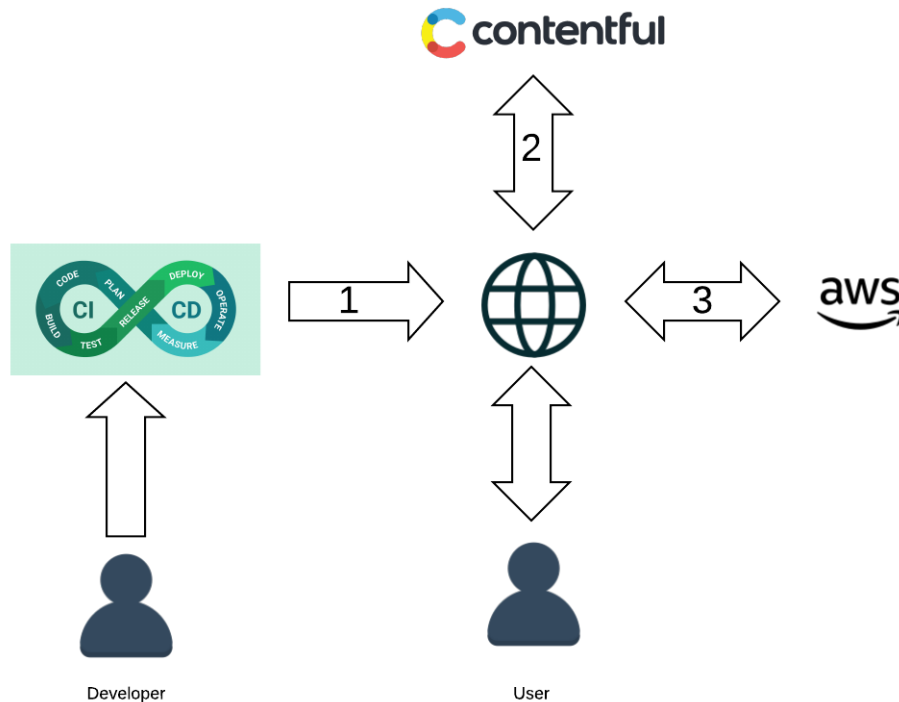 contentful
2
CODE
PLAN
DEPLOY
OPERATE
CI
RELEASE
CD
BUILD
TEST
MEASURE
1
3
aws
Developer
User